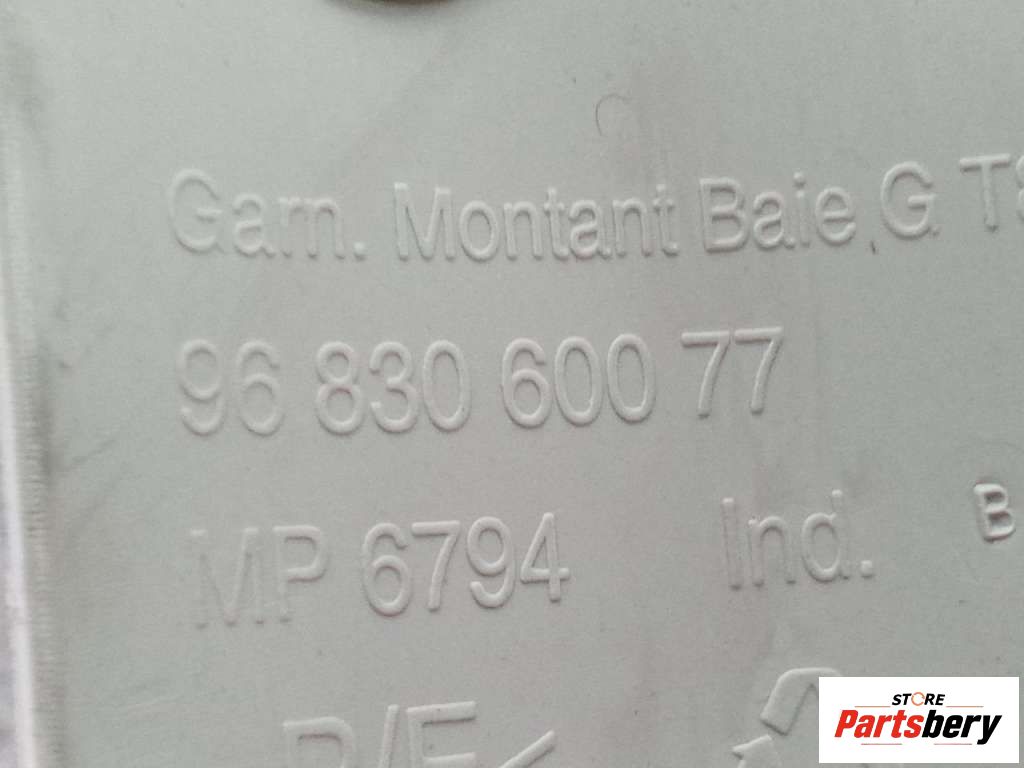 Garn. Montant Baie G
96 830 600 77
MP 6794 Ind. B
STORE
Partsbery